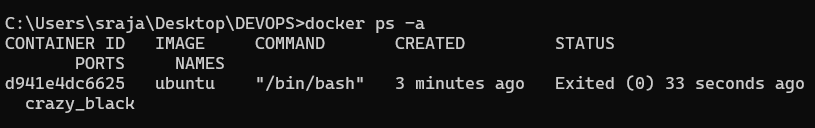 C:\Users\sraja\Desktop\DEVOPS>docker ps -a
CONTAINER ID   IMAGE     COMMAND       CREATED         STATUS
       PORTS     NAMES
d941e4dc6625   ubuntu    "/bin/bash"   3 minutes ago   Exited (0) 33 seconds ago
  crazy_black